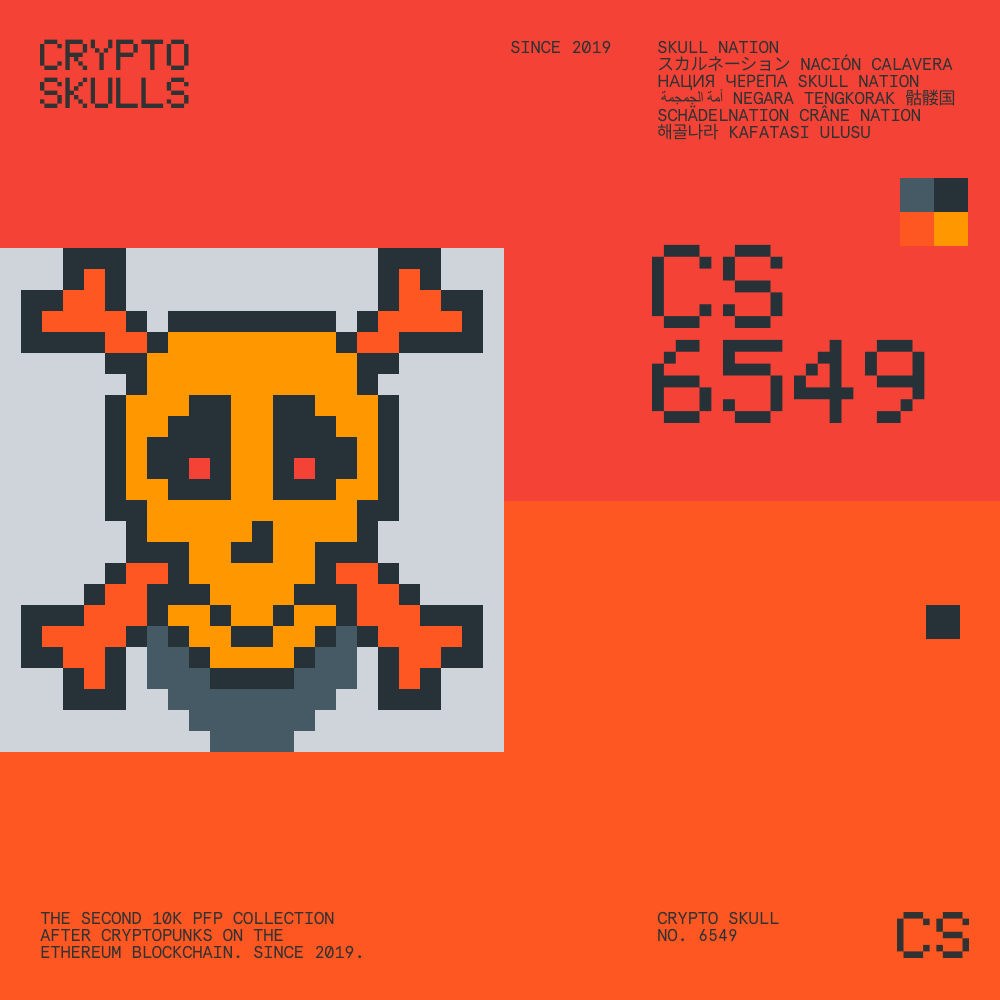 CRYPTO
SKULLS
SINCE 2019
SKULL NATION
スカルネーション NACIÓN CALAVERA
НАЦИЯ ЧЕРЕПА SKULL NATION
أمة الجمجمة NEGARA TENGKORAK 骷髅国
SCHÄDELNATION CRÂNE NATION
해골나라 KAFATASI ULUSU
CS
6549
THE SECOND 10K PFP COLLECTION
AFTER CRYPTOPUNKS ON THE
ETHEREUM BLOCKCHAIN. SINCE 2019.
CRYPTO SKULL
NO. 6549
CS